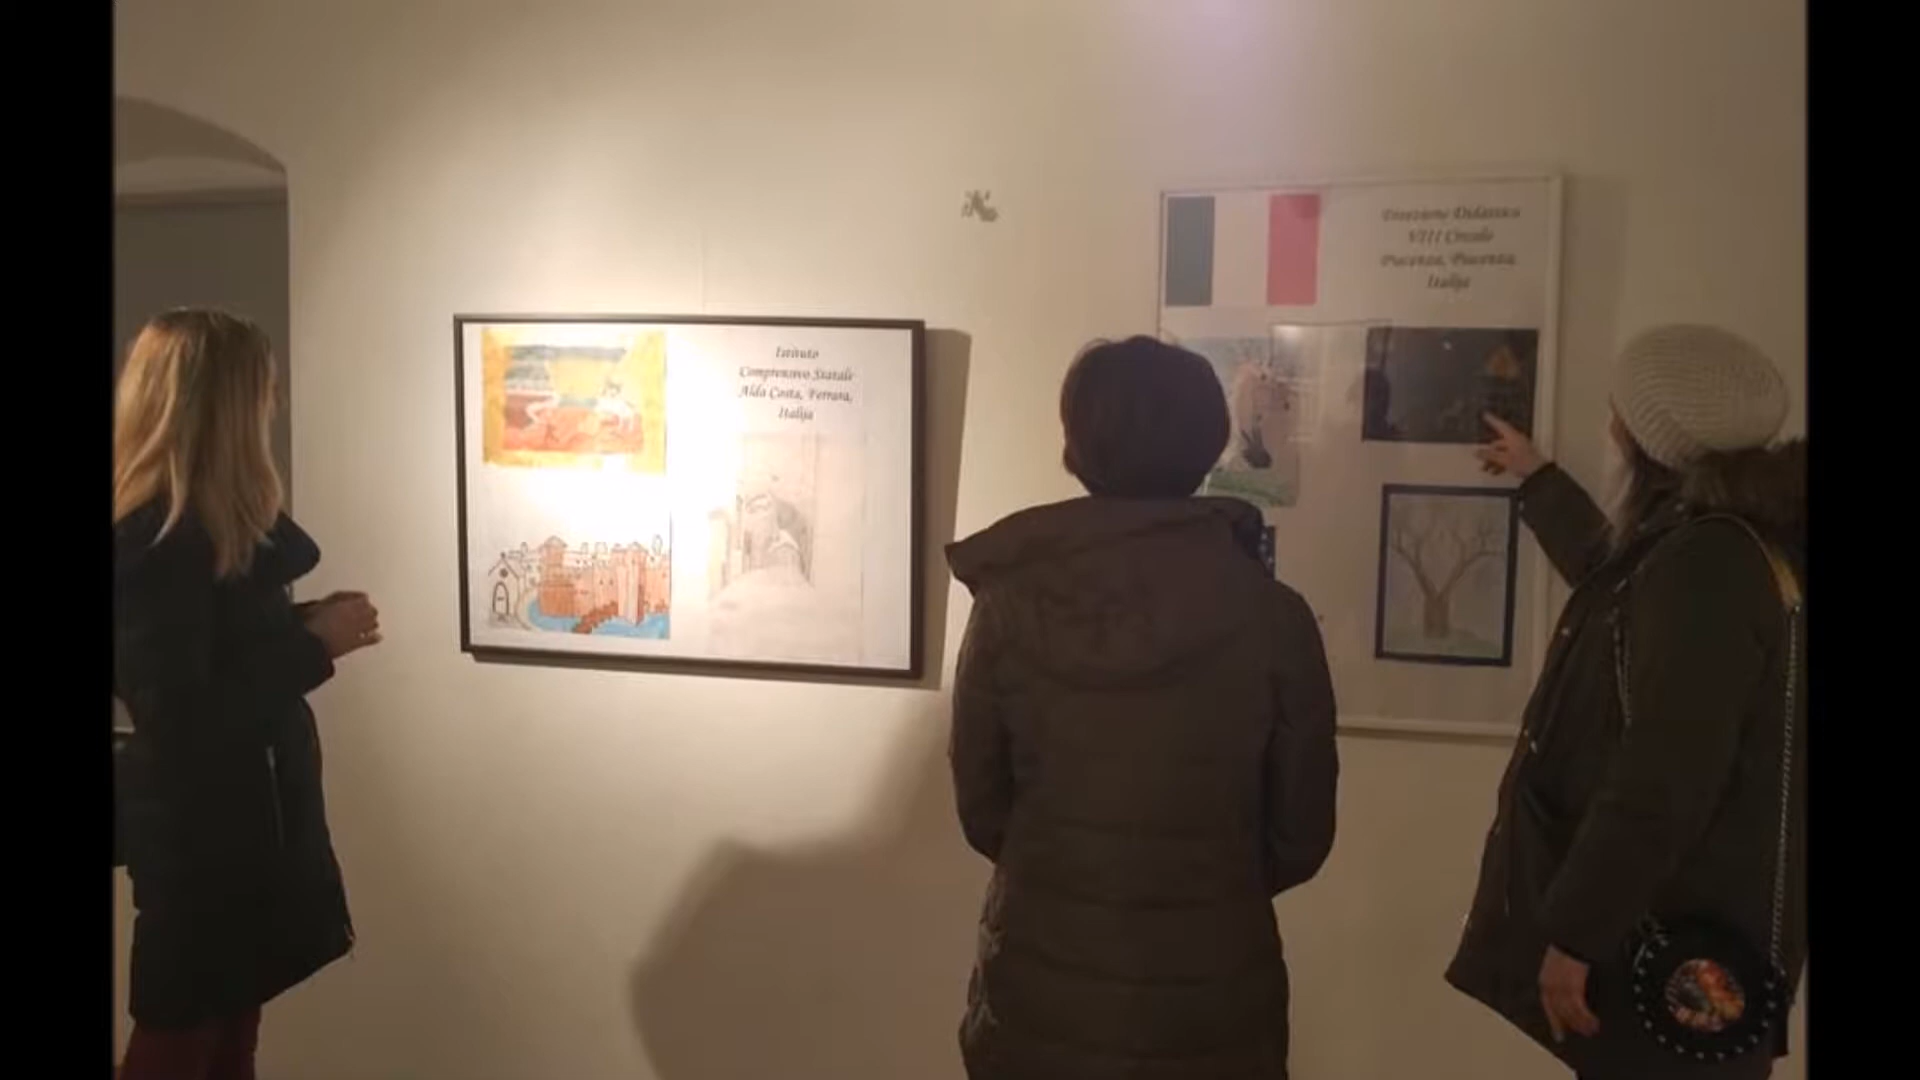 Istituto
Comprensivo Statale
Alda Costa, Ferrara,
Italija
Direzione Didattica
VIII Circolo
Piacenza, Piacenza,
Italija